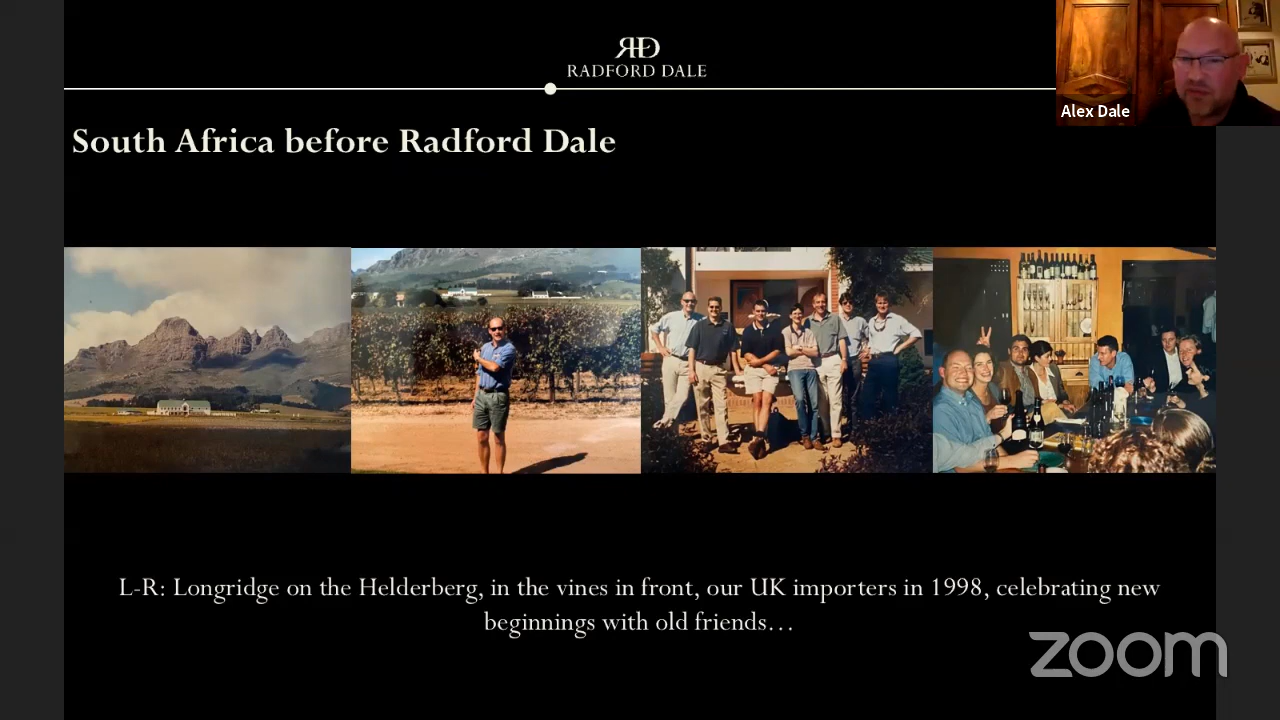 RD
RADFORD DALE
Alex Dale
South Africa before Radford Dale
L-R: Longridge on the Helderberg, in the vines in front, our UK importers in 1998, celebrating new
beginnings with old friends…
zoom